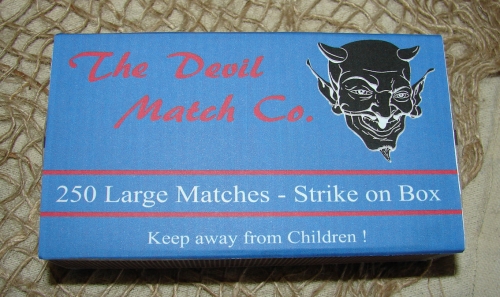 The Devil
Match Co.
250 Large Matches - Strike on Box
Keep away from Children !